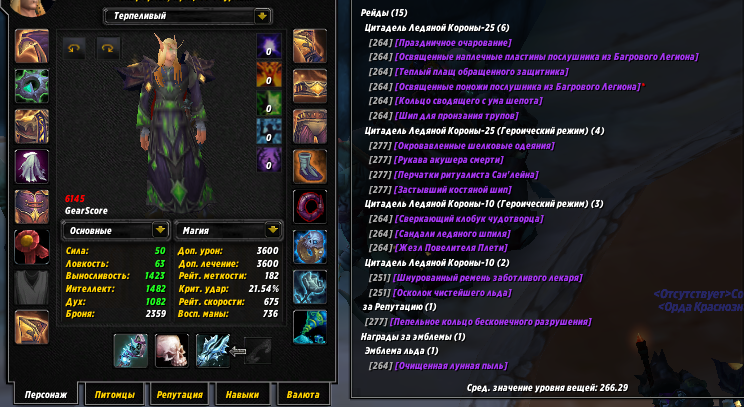 Терпеливый
0
0
0
0
0
6145
GearScore
Основные
Магия
Сила: 50
Ловкость: 63
Выносливость: 1423
Интеллект: 1482
Дух: 1082
Броня: 2359
Доп. урон: 3600
Доп. лечение: 3600
Рейт. меткости: 182
Крит. удар: 21.54%
Рейт. скорости: 675
Восп. маны: 736
Персонаж
Питомцы
Репутация
Навыки
Валюта
Рейды (15)
Цитадель Ледяной Короны-25 (6)
[264] [Праздничное очарование]
[264] [Освященные наплечные пластины послушника из Багрового Легиона]
[264] [Теплый плащ обращенного защитника]
[264] [Освященные поножи послушника из Багрового Легиона]*
[264] [Кольцо сводящего с ума шепота]
[264] [Шип для пронзания трупов]
Цитадель Ледяной Короны-25 (Героический режим) (4)
[277] [Окровавленные шелковые одеяния]
[277] [Рукава акушера смерти]
[277] [Перчатки ритуалиста Сан'лейна]
[277] [Застывший костяной шип]
Цитадель Ледяной Короны-10 (Героический режим) (3)
[264] [Сверкающий клобук чудотворца]
[264] [Сандали ледяного шпиля]
[264] [Жезл Повелителя Плети]
Цитадель Ледяной Короны-10 (2)
[251] [Шнурованный ремень заботливого лекаря]
[251] [Осколок чистейшего льда]
за Репутацию (1)
[277] [Пепельное кольцо бесконечного разрушения]
Награды за эмблемы (1)
Эмблема льда (1)
[264] [Очищенная лунная пыль]
Сред. значение уровня вещей: 266.29
<Отсутствует>Со
<Орда Краснозн